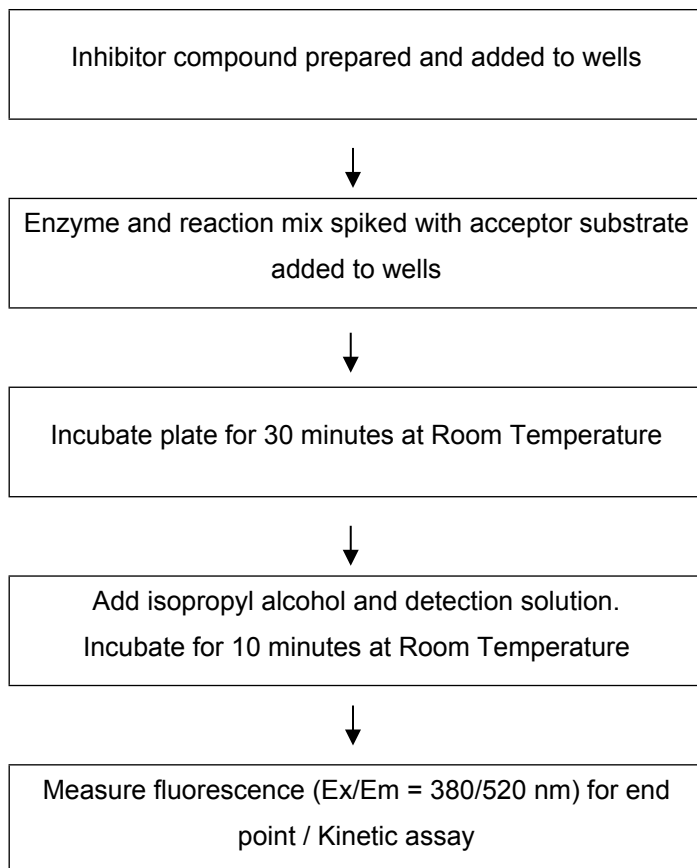 Inhibitor compound prepared and added to wells
Enzyme and reaction mix spiked with acceptor substrate
added to wells
Incubate plate for 30 minutes at Room Temperature
Add isopropyl alcohol and detection solution.
Incubate for 10 minutes at Room Temperature
Measure fluorescence (Ex/Em = 380/520 nm) for end
point / Kinetic assay